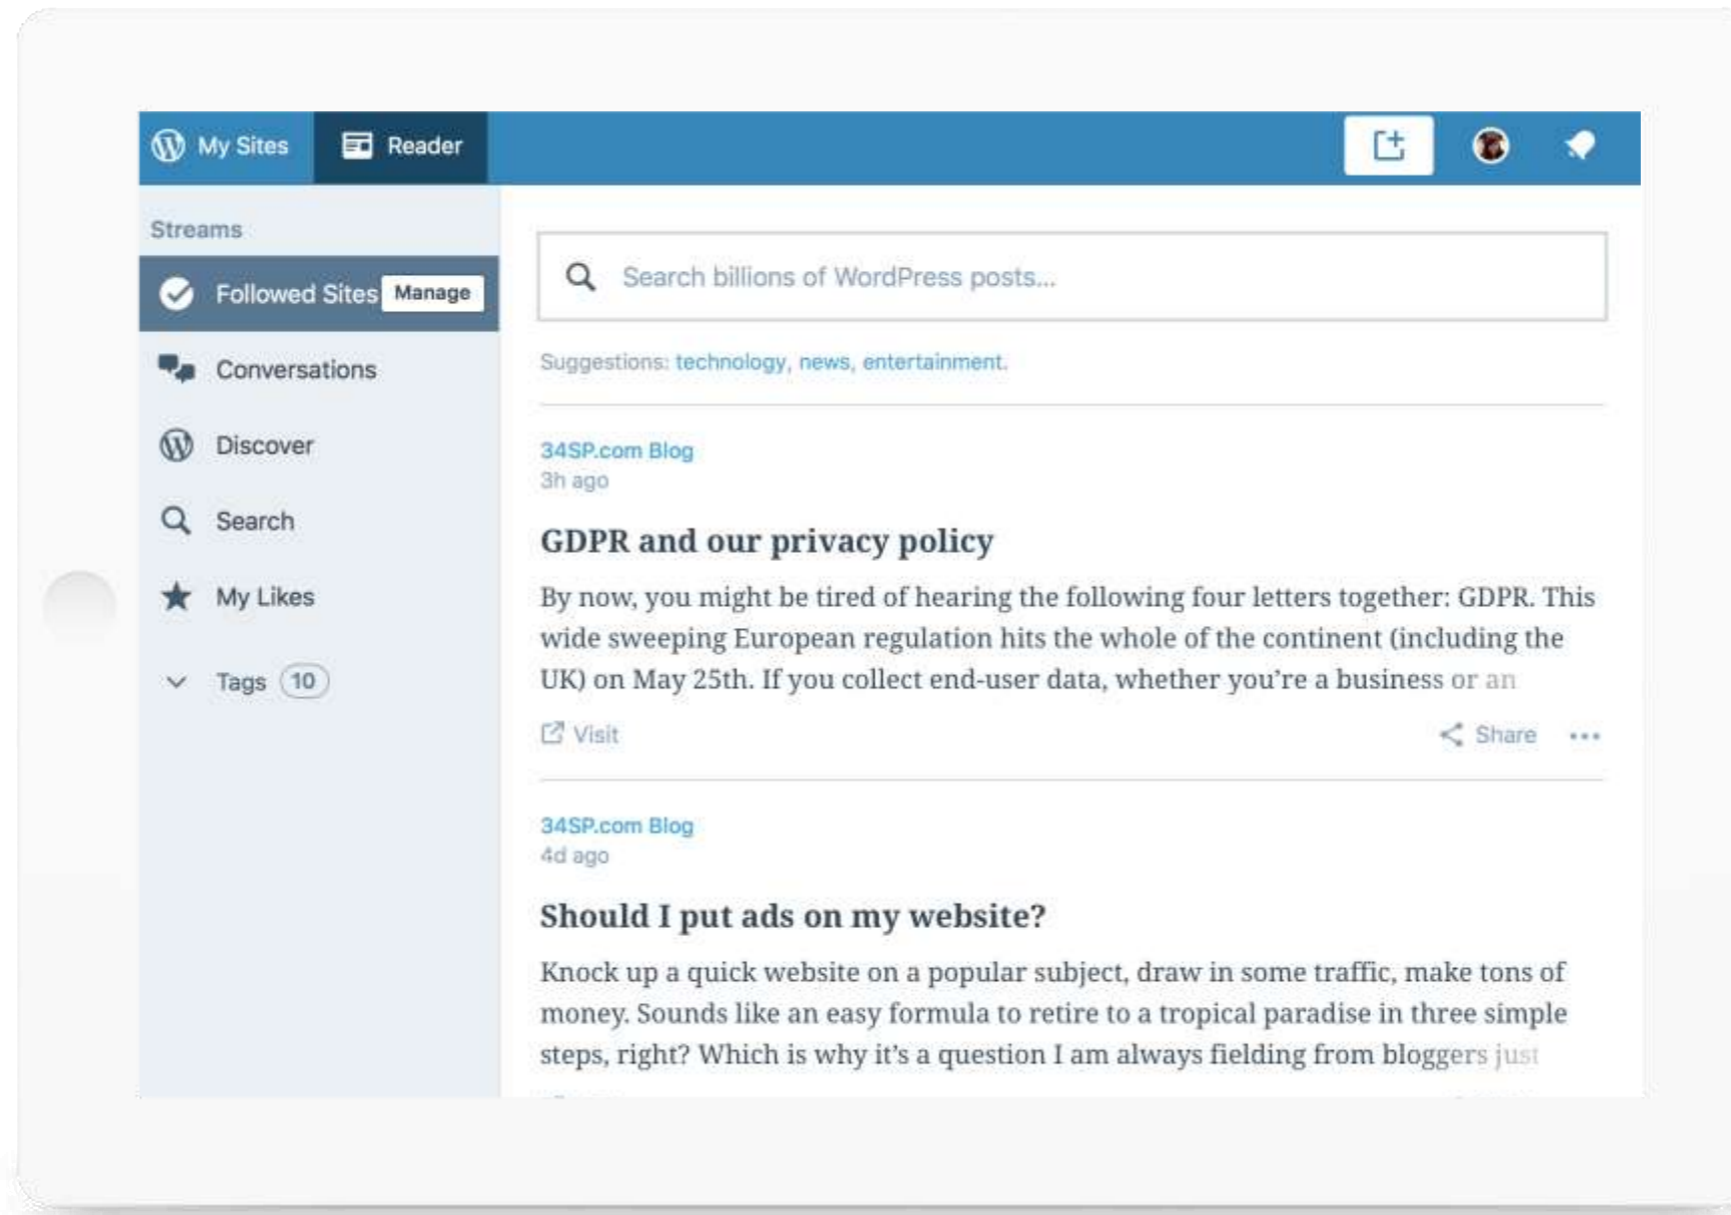 My Sites
Reader
Streams
Followed Sites
Manage
Conversations
Discover
Search
My Likes
Tags 10
Search billions of WordPress posts...
Suggestions: technology, news, entertainment.
34SP.com Blog
3h ago
GDPR and our privacy policy
By now, you might be tired of hearing the following four letters together: GDPR. This
wide sweeping European regulation hits the whole of the continent (including the
UK) on May 25th. If you collect end-user data, whether you’re a business or an
Visit
Share
34SP.com Blog
4d ago
Should I put ads on my website?
Knock up a quick website on a popular subject, draw in some traffic, make tons of
money. Sounds like an easy formula to retire to a tropical paradise in three simple
steps, right? Which is why it’s a question I am always fielding from bloggers just